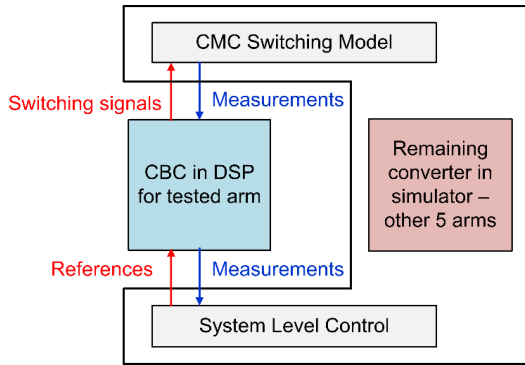 CMC Switching Model
Switching signals
Measurements
CBC in DSP
for tested arm
Remaining
converter in
simulator –
other 5 arms
References
Measurements
System Level Control